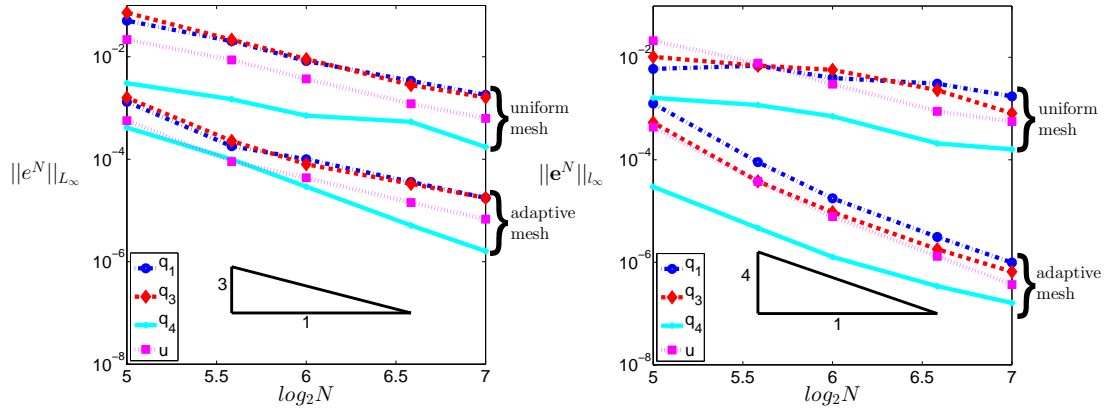 10^-2
10^-4
10^-6
10^-8
||e^N||_{L_∞}
uniform
mesh
adaptive
mesh
q_1
q_3
q_4
u
3
1
5
5.5
6
6.5
7
log_2N
10^-2
10^-4
10^-6
10^-8
||e^N||_{l_∞}
uniform
mesh
adaptive
mesh
q_1
q_3
q_4
u
4
1
5
5.5
6
6.5
7
log_2N